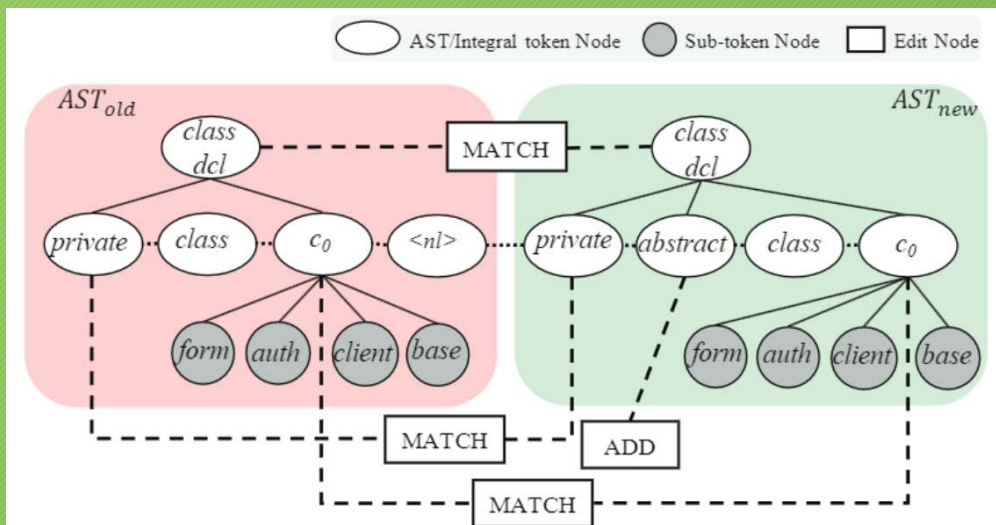 AST/Integral token Node Sub-token Node Edit Node
AST_old AST_new
class
dcl
MATCH
class
dcl
private class c_0 <nl> private abstract class c_0
form auth client base form auth client base
MATCH ADD
MATCH